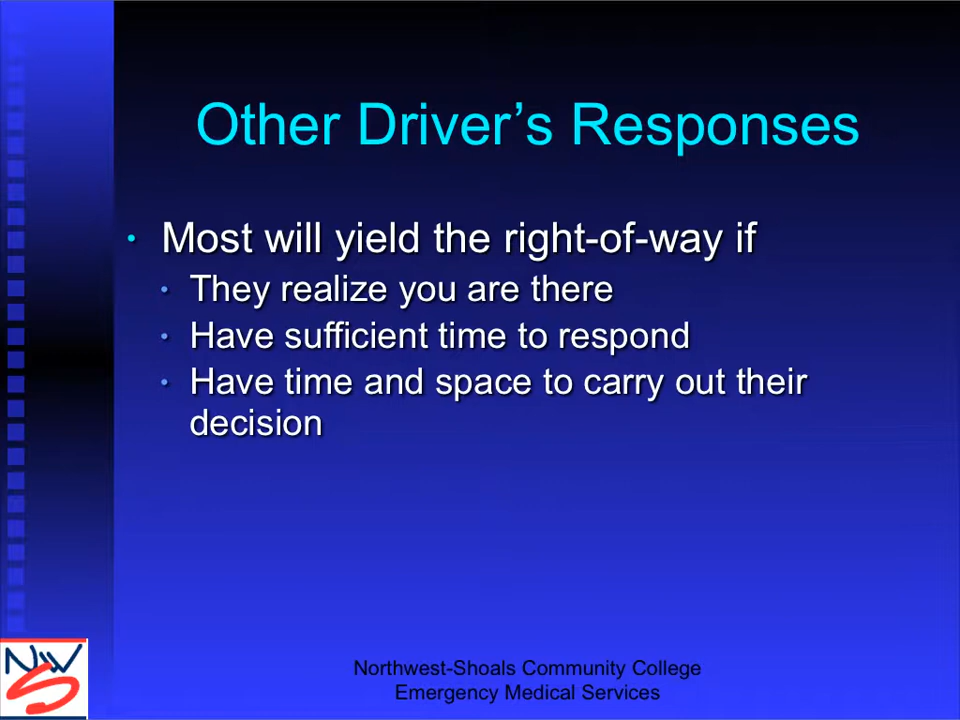 Other Driver’s Responses
• Most will yield the right-of-way if
• They realize you are there
• Have sufficient time to respond
• Have time and space to carry out their
decision
NWS
Northwest-Shoals Community College
Emergency Medical Services